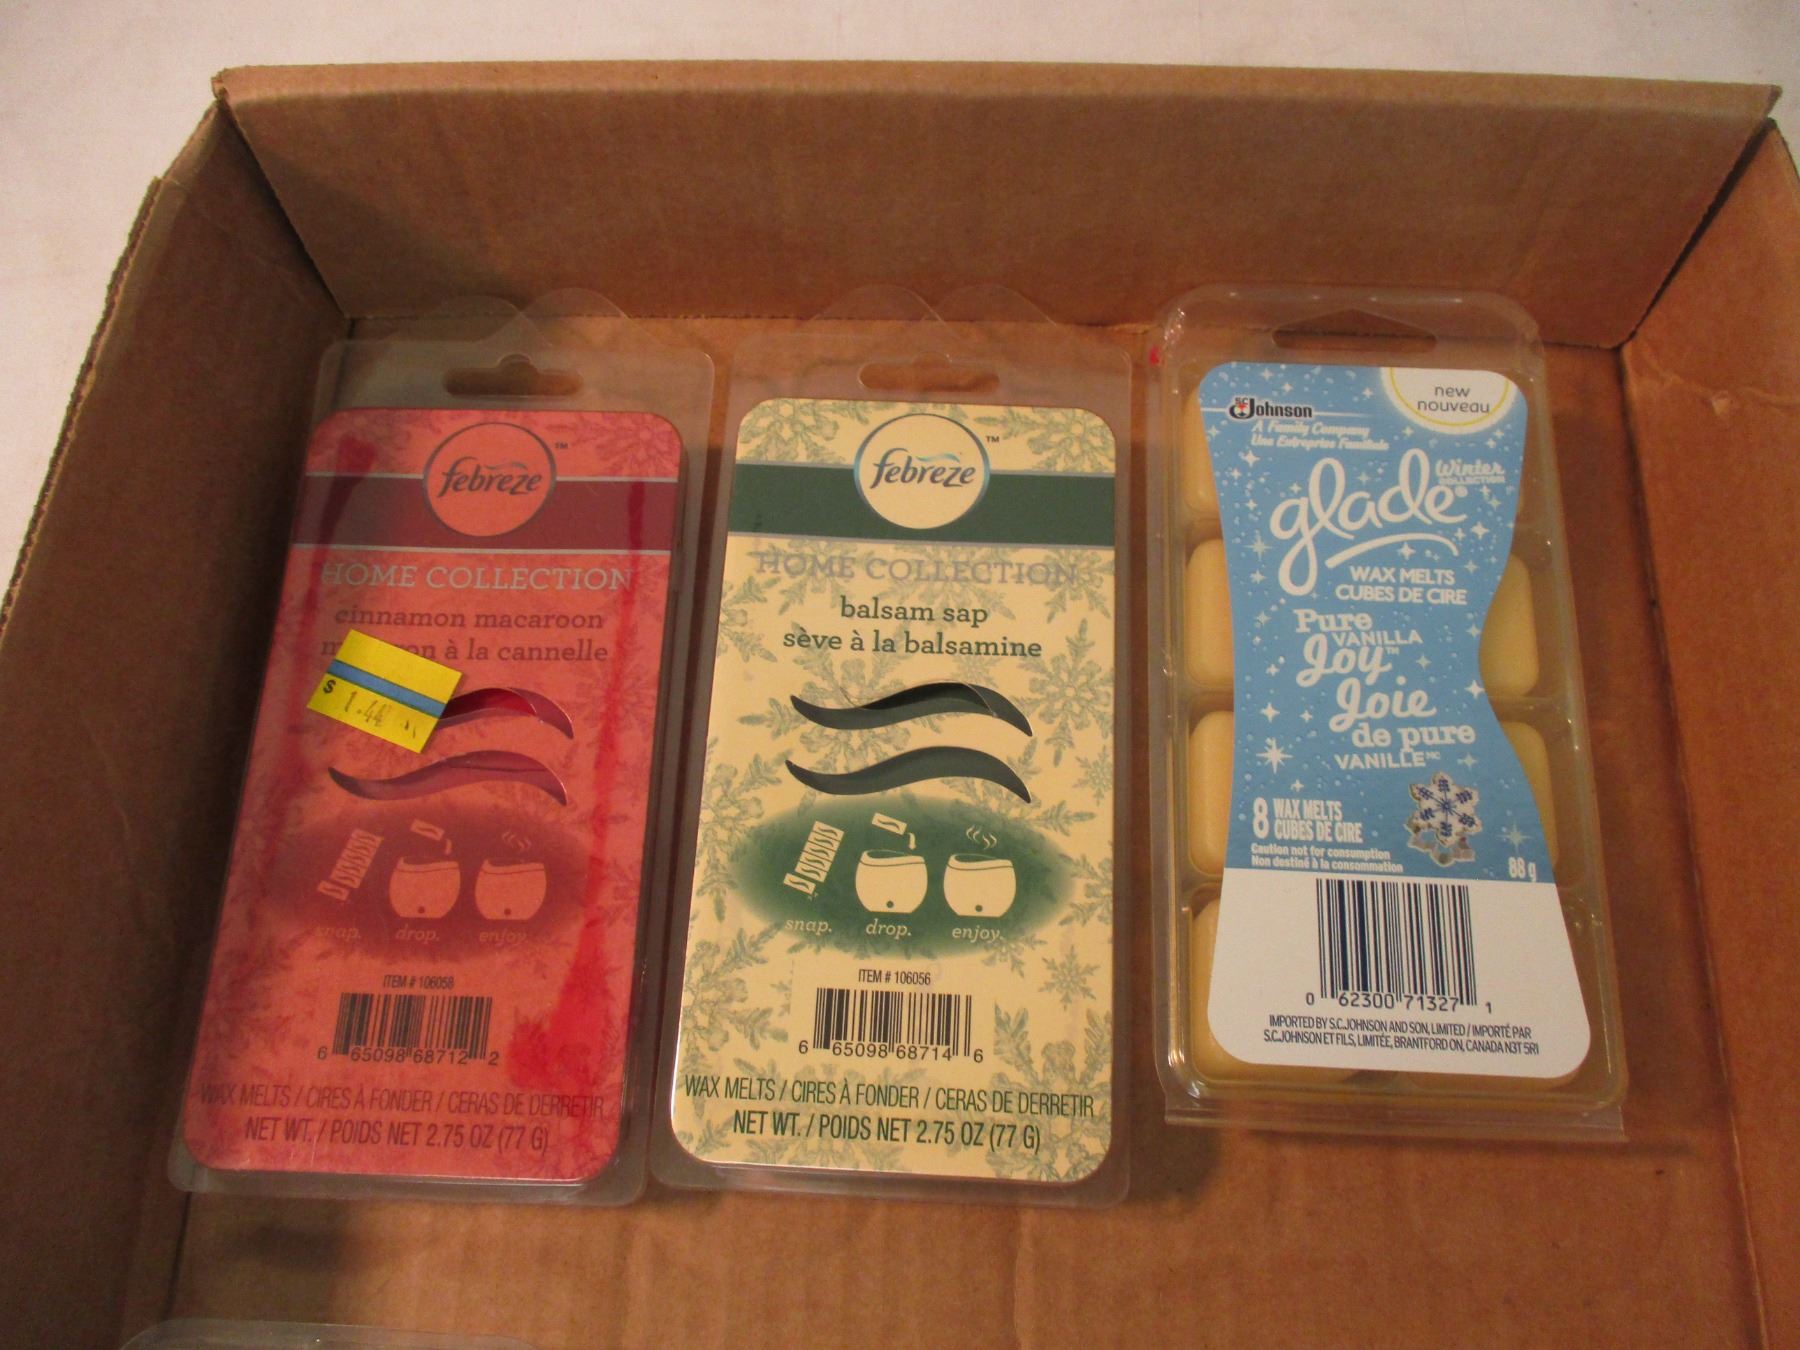 febreze™
HOME COLLECTION
cinnamon macaroon
à la cannelle
$ 1.44
snap. drop. enjoy.
ITEM # 106058
6 65098 68712 2
WAX MELTS / CIRES À FONDER / CERAS DE DERRETIR
NET WT. / POIDS NET 2.75 OZ (77 G)
febreze™
HOME COLLECTION
balsam sap
sève à la balsamine
snap. drop. enjoy.
ITEM # 106056
6 65098 68714 6
WAX MELTS / CIRES À FONDER / CERAS DE DERRETIR
NET WT. / POIDS NET 2.75 OZ (77 G)
new
nouveau
SC Johnson
A Family Company
Une Entreprise Familiale
glade®
Winter
COLLECTION
WAX MELTS
CUBES DE CIRE
Pure
VANILLA
Joy™
Joie
de pure
VANILLE MC
8 WAX MELTS
CUBES DE CIRE
Caution not for consumption
Non destiné à la consommation
88 g
0 62300 71327 1
IMPORTED BY S.C. JOHNSON AND SON, LIMITED / IMPORTÉ PAR
S.C. JOHNSON ET FILS, LIMITÉE, BRANTFORD ON, CANADA N3T 5R1